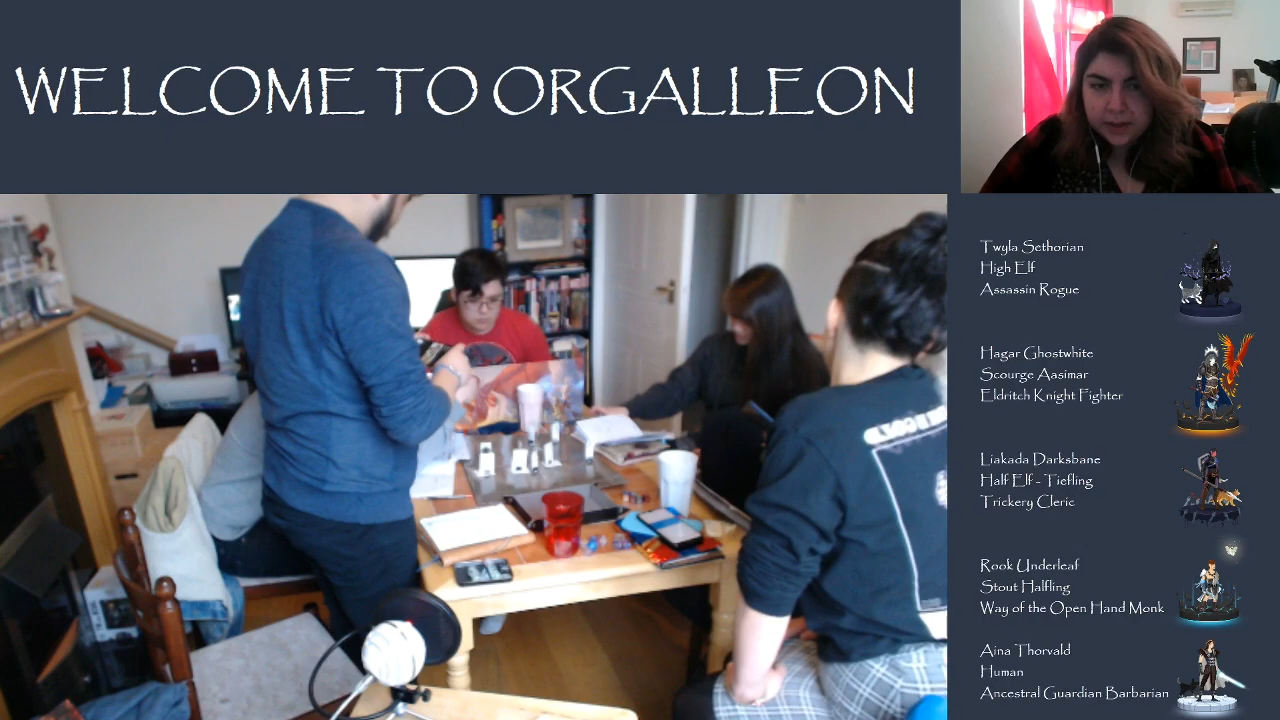 WELCOME TO ORGALLEON
Twyla Sethorian
High Elf
Assassin Rogue
Hagar Ghostwhite
Scourge Aasimar
Eldritch Knight Fighter
Liakada Darksbane
Half Elf - Tiefling
Trickery Cleric
Rook Underleaf
Stout Halfling
Way of the Open Hand Monk
Aina Thorvald
Human
Ancestral Guardian Barbarian